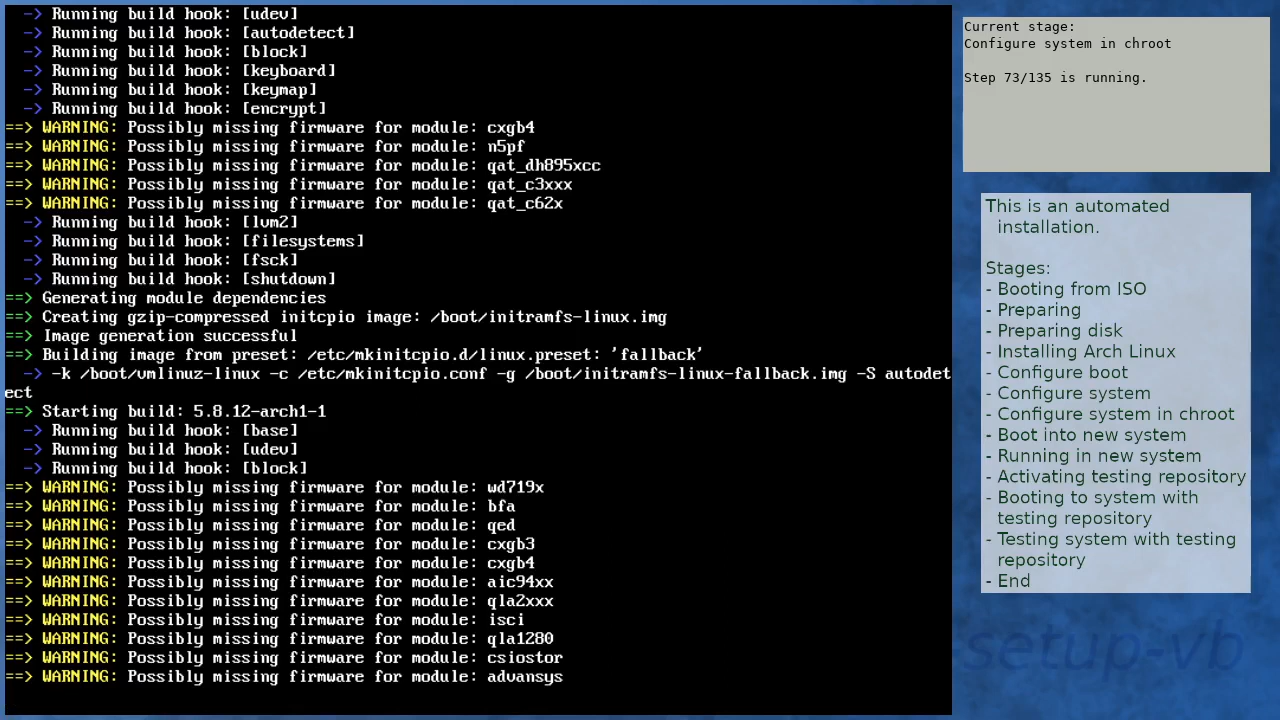 -> Running build hook: [udev]
-> Running build hook: [autodetect]
-> Running build hook: [block]
-> Running build hook: [keyboard]
-> Running build hook: [keymap]
-> Running build hook: [encrypt]
==> WARNING: Possibly missing firmware for module: cxgb4
==> WARNING: Possibly missing firmware for module: n5pf
==> WARNING: Possibly missing firmware for module: qat_dh895xcc
==> WARNING: Possibly missing firmware for module: qat_c3xxx
==> WARNING: Possibly missing firmware for module: qat_c62x
-> Running build hook: [lvm2]
-> Running build hook: [filesystems]
-> Running build hook: [fsck]
-> Running build hook: [shutdown]
==> Generating module dependencies
==> Creating gzip-compressed initcpio image: /boot/initramfs-linux.img
==> Image generation successful
==> Building image from preset: /etc/mkinitcpio.d/linux.preset: 'fallback'
-> -k /boot/vmlinuz-linux -c /etc/mkinitcpio.conf -g /boot/initramfs-linux-fallback.img -S autodet
ect
==> Starting build: 5.8.12-arch1-1
-> Running build hook: [base]
-> Running build hook: [udev]
-> Running build hook: [block]
==> WARNING: Possibly missing firmware for module: wd719x
==> WARNING: Possibly missing firmware for module: bfa
==> WARNING: Possibly missing firmware for module: qed
==> WARNING: Possibly missing firmware for module: cxgb3
==> WARNING: Possibly missing firmware for module: cxgb4
==> WARNING: Possibly missing firmware for module: aic94xx
==> WARNING: Possibly missing firmware for module: qla2xxx
==> WARNING: Possibly missing firmware for module: isci
==> WARNING: Possibly missing firmware for module: qla1280
==> WARNING: Possibly missing firmware for module: csiostor
==> WARNING: Possibly missing firmware for module: advansys
Current stage:
Configure system in chroot
Step 73/135 is running.
This is an automated
installation.
Stages:
- Booting from ISO
- Preparing
- Preparing disk
- Installing Arch Linux
- Configure boot
- Configure system
- Configure system in chroot
- Boot into new system
- Running in new system
- Activating testing repository
- Booting to system with
testing repository
- Testing system with testing
repository
- End
-setup-vb